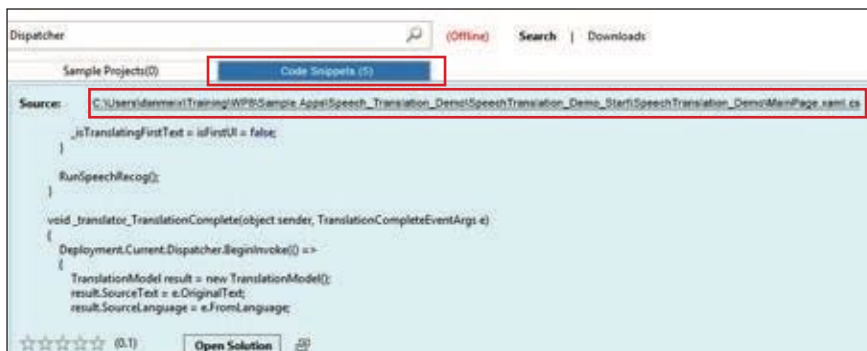 Dispatcher (Offline) Search | Downloads
Sample Projects(0) Code Snippets (5)
Source: C:\Users\danmarx\Training\WP8\Sample.Apps\Speech_Translation_Demo\SpeechTranslation_Demo_Start\SpeechTranslation_Demo\MainPage.xaml.cs
_isTranslatingFirstText = isFirstUI = false;
}
RunSpeechRecog();
}
void _translator_TranslationComplete(object sender, TranslationCompleteEventArgs e)
{
Deployment.Current.Dispatcher.BeginInvoke(() =>
{
TranslationModel result = new TranslationModel();
result.SourceText = e.OriginalText;
result.SourceLanguage = e.FromLanguage;
(0.1) Open Solution